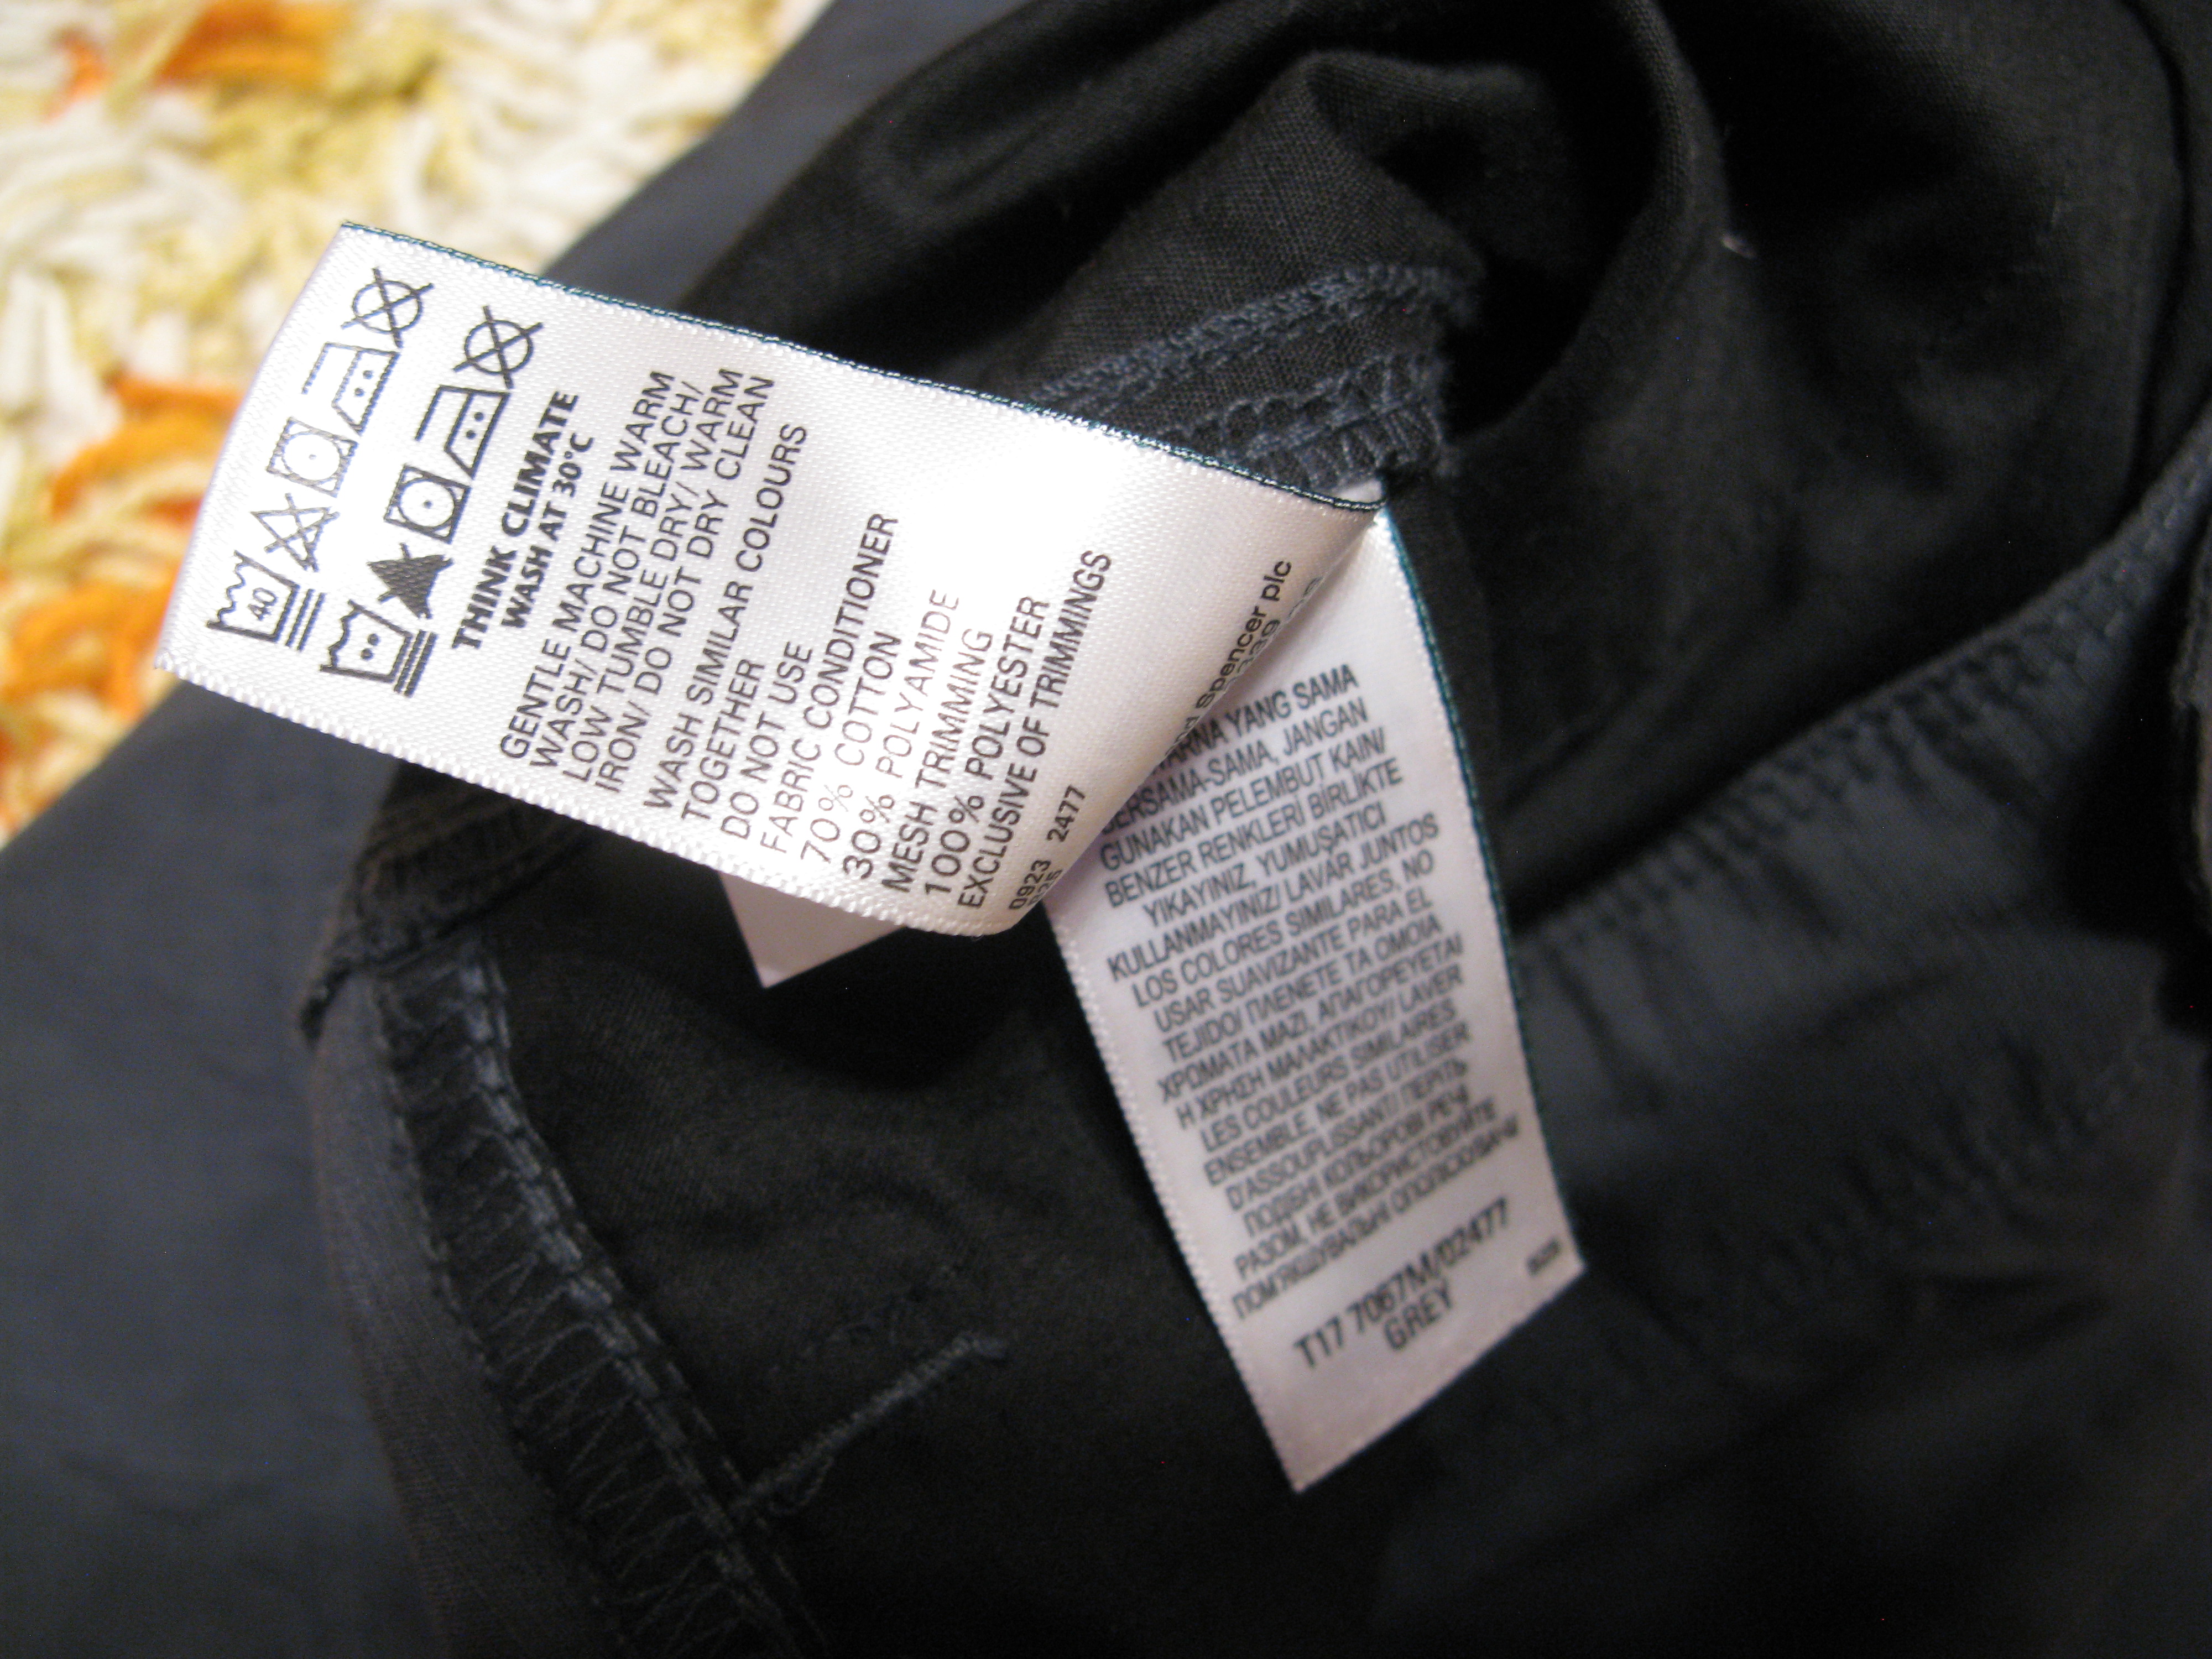 40
THINK CLIMATE
WASH AT 30°C
GENTLE MACHINE WARM
WASH/ DO NOT BLEACH/
LOW TUMBLE DRY/ WARM
IRON/ DO NOT DRY CLEAN
WASH SIMILAR COLOURS
TOGETHER
DO NOT USE
FABRIC CONDITIONER
70% COTTON
30% POLYAMIDE
MESH TRIMMING
100% POLYESTER
EXCLUSIVE OF TRIMMINGS
0923 2477
Spencer plc
YANG SAMA
BERSAMA-SAMA, JANGAN
GUNAKAN PELEMBUT KAIN/
BENZER RENKLERİ BİRLİKTE
YIKAYINIZ, YUMUŞATICI
KULLANMAYINIZ/ LAVAR JUNTOS
LOS COLORES SIMILARES, NO
USAR SUAVIZANTE PARA EL
TEJIDO/ ΠΛΕΝΕΤΕ ΤΑ ΟΜΟΙΑ
ΧΡΩΜΑΤΑ ΜΑΖΙ, ΑΠΑΓΟΡΕΥΕΤΑΙ
Η ΧΡΗΣΗ ΜΑΛΑΚΤΙΚΟΥ/ LAVER
LES COULEURS SIMILAIRES
ENSEMBLE, NE PAS UTILISER
D'ASSOUPLISSANT/ ПЕРІТЬ
ПОДІБНІ КОЛЬОРОВІ РЕЧІ
РАЗОМ, НЕ ВИКОРИСТОВУЙТЕ
ПОМ'ЯКШУВАЛЬНІ ОПОЛІСКУВАЧІ
T17 7067M/02477
GREY